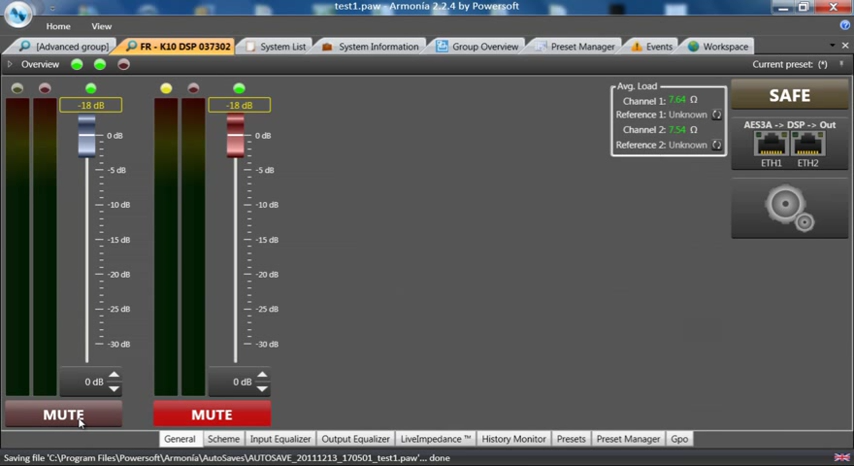 test1.paw - Armonía 2.2.4 by Powersoft
Home View
[Advanced group] FR - K10 DSP 037302 System List System Information Group Overview Preset Manager Events Workspace
Overview Current preset: (*)
-18 dB -18 dB
0 dB 0 dB
-5 dB -5 dB
-10 dB -10 dB
-15 dB -15 dB
-20 dB -20 dB
-25 dB -25 dB
-30 dB -30 dB
0 dB 0 dB
MUTE MUTE
Avg. Load
Channel 1: 7.64 Ω
Reference 1: Unknown
Channel 2: 7.54 Ω
Reference 2: Unknown
SAFE
AES3A -> DSP -> Out
ETH1 ETH2
General Scheme Input Equalizer Output Equalizer LiveImpedance ™ History Monitor Presets Preset Manager Gpo
Saving file 'C:\Program Files\Powersoft\Armonía\AutoSaves\AUTOSAVE_20111213_170501_test1.paw'... done